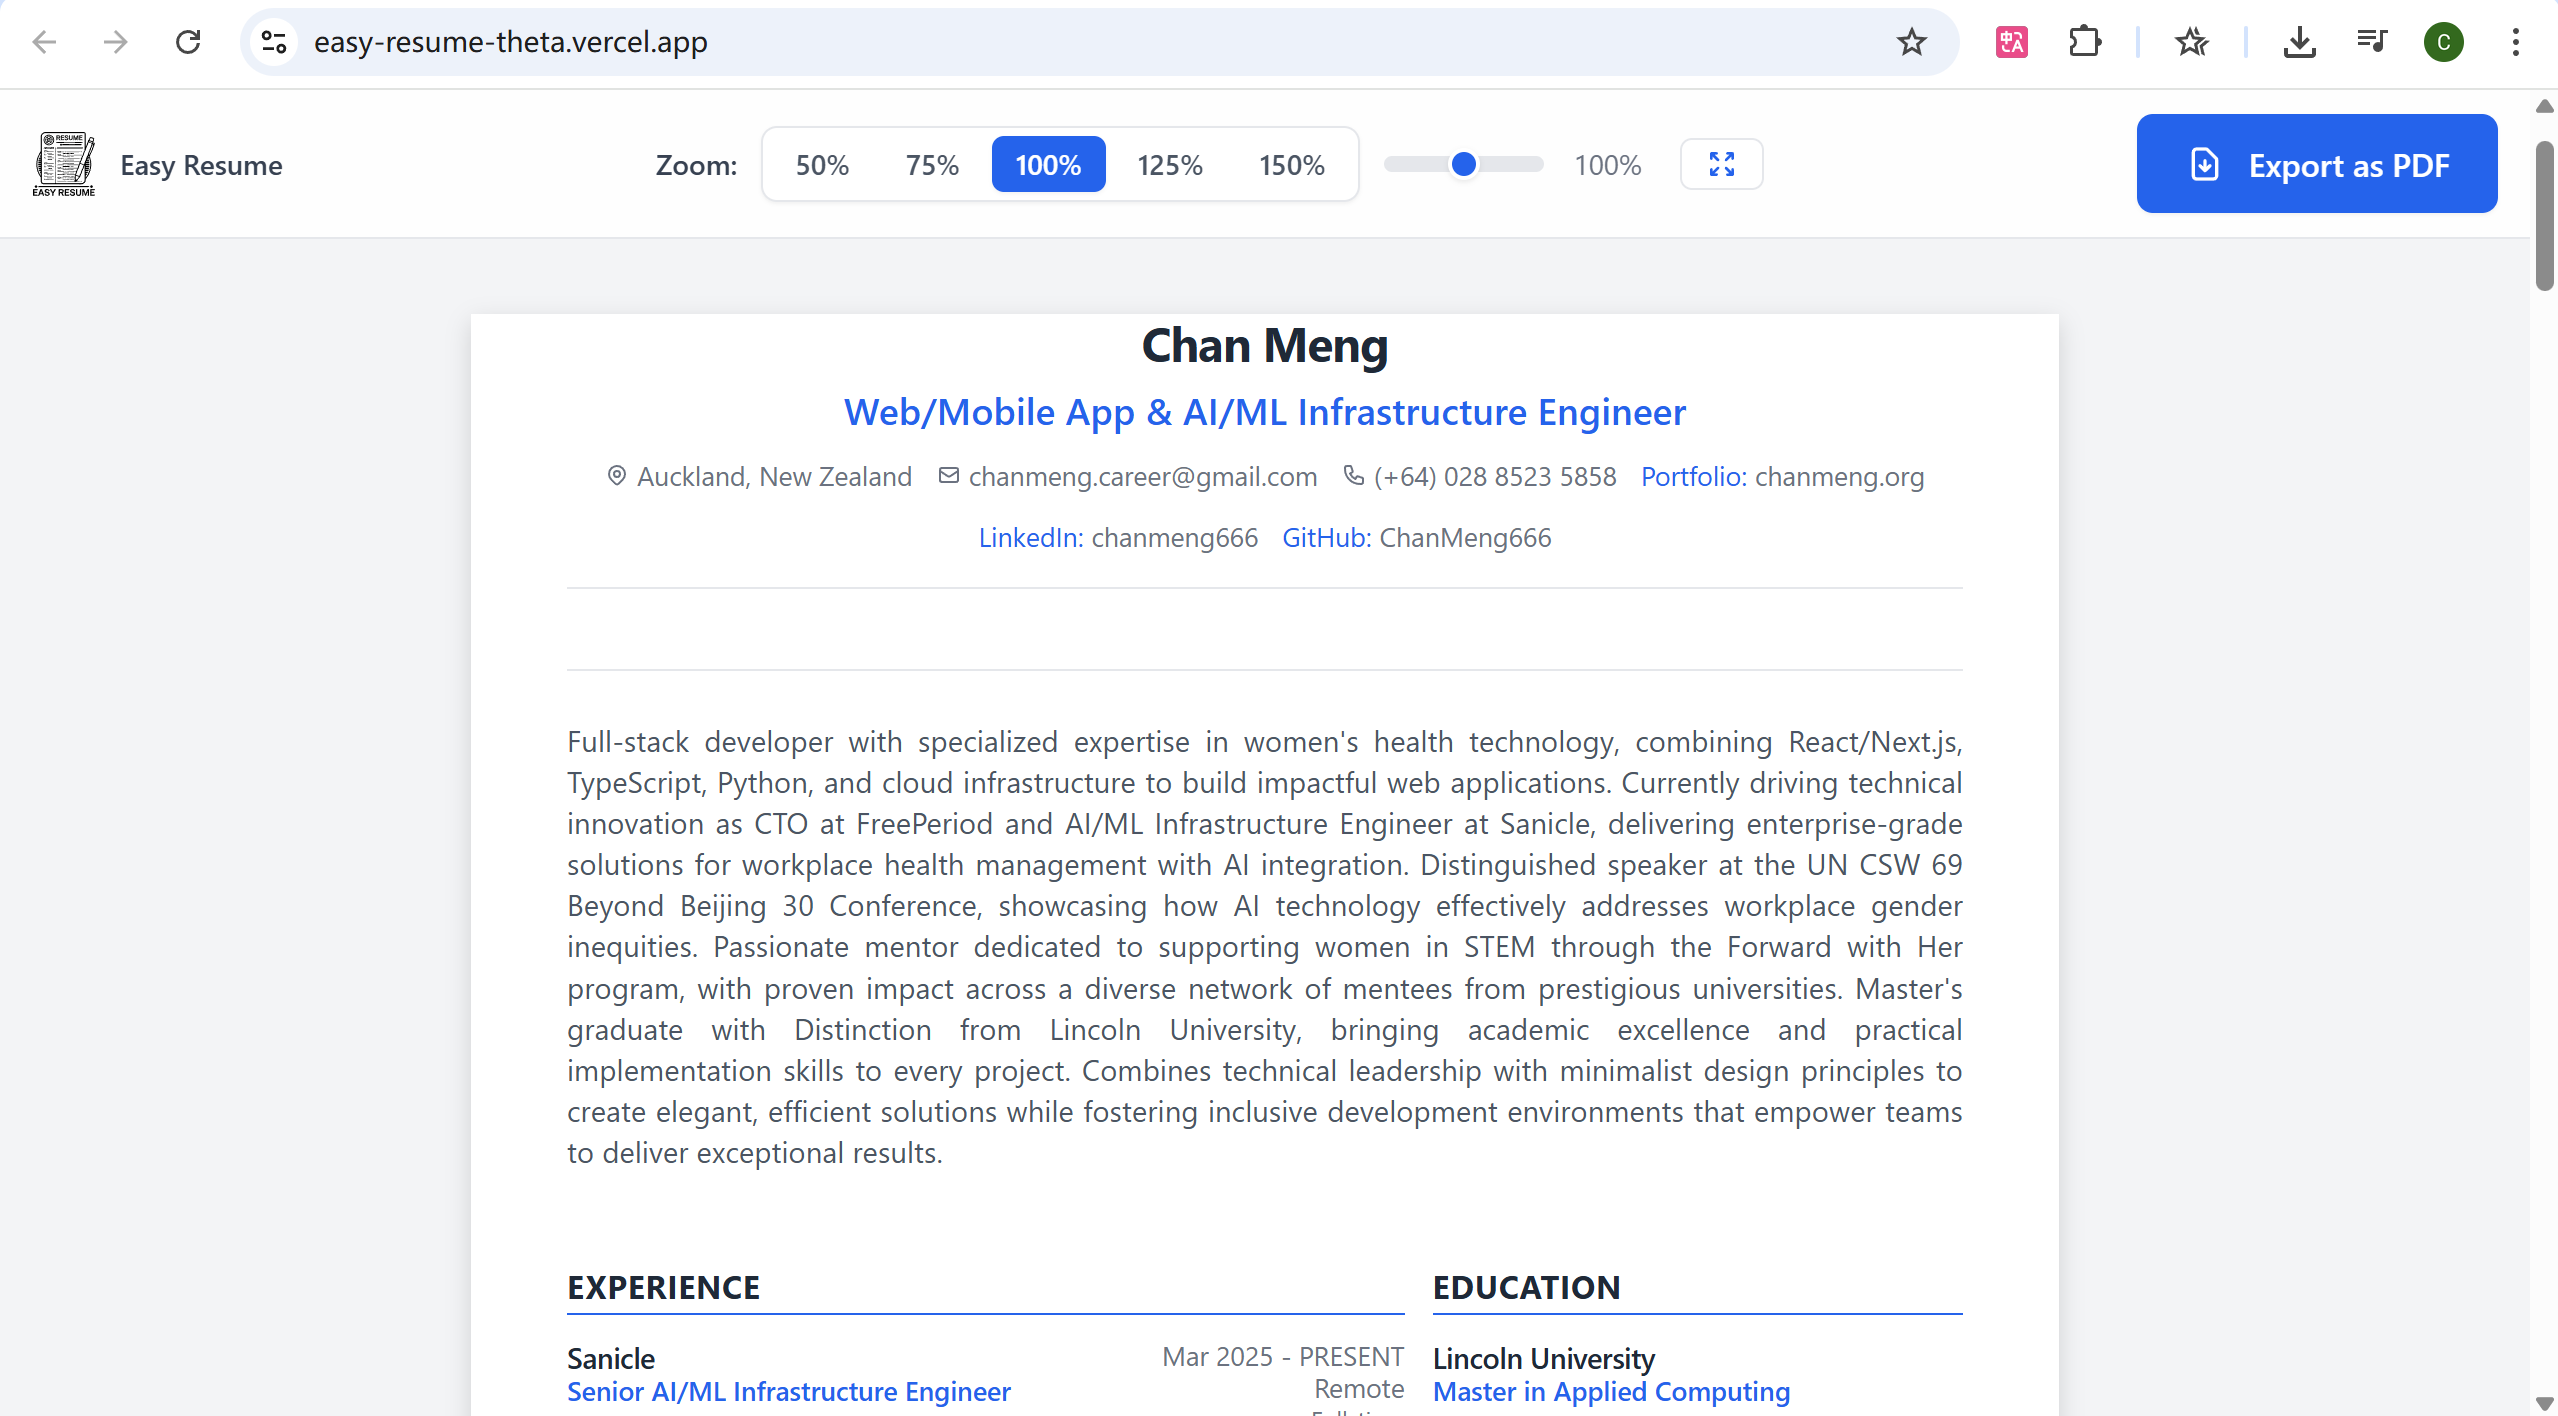 easy-resume-theta.vercel.app
C
RESUME
EASY RESUME
Easy Resume
Zoom:
50%
75%
100%
125%
150%
100%
Export as PDF
Chan Meng
Web/Mobile App & AI/ML Infrastructure Engineer
Auckland, New Zealand chanmeng.career@gmail.com (+64) 028 8523 5858 Portfolio: chanmeng.org
LinkedIn: chanmeng666 GitHub: ChanMeng666
Full-stack developer with specialized expertise in women's health technology, combining React/Next.js,
TypeScript, Python, and cloud infrastructure to build impactful web applications. Currently driving technical
innovation as CTO at FreePeriod and AI/ML Infrastructure Engineer at Sanicle, delivering enterprise-grade
solutions for workplace health management with AI integration. Distinguished speaker at the UN CSW 69
Beyond Beijing 30 Conference, showcasing how AI technology effectively addresses workplace gender
inequities. Passionate mentor dedicated to supporting women in STEM through the Forward with Her
program, with proven impact across a diverse network of mentees from prestigious universities. Master's
graduate with Distinction from Lincoln University, bringing academic excellence and practical
implementation skills to every project. Combines technical leadership with minimalist design principles to
create elegant, efficient solutions while fostering inclusive development environments that empower teams
to deliver exceptional results.
EXPERIENCE
Sanicle
Mar 2025 - PRESENT
Senior AI/ML Infrastructure Engineer
Remote
EDUCATION
Lincoln University
Master in Applied Computing